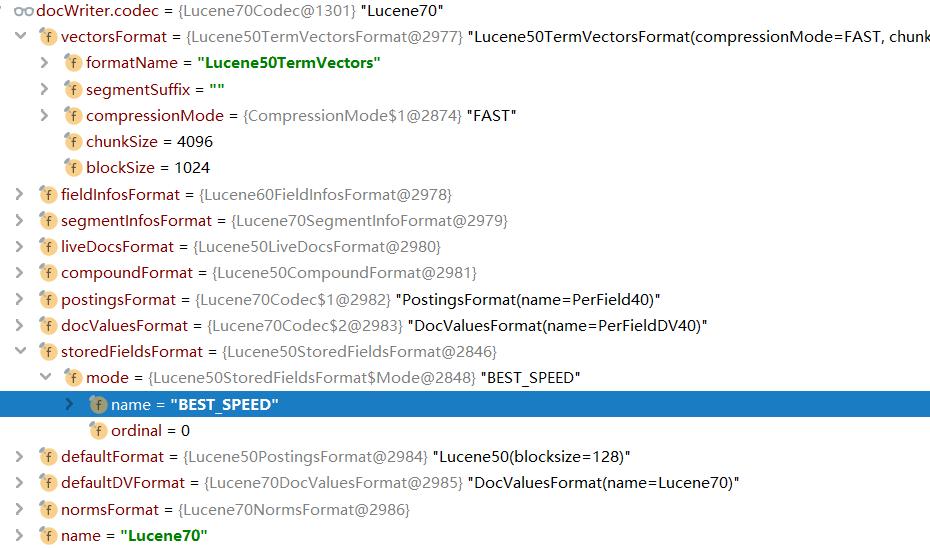 docWriter.codec = {Lucene70Codec@1301} "Lucene70"
vectorsFormat = {Lucene50TermVectorsFormat@2977} "Lucene50TermVectorsFormat(compressionMode=FAST, chunk
formatName = "Lucene50TermVectors"
segmentSuffix = ""
compressionMode = {CompressionMode$1@2874} "FAST"
chunkSize = 4096
blockSize = 1024
fieldInfosFormat = {Lucene60FieldInfosFormat@2978}
segmentInfosFormat = {Lucene70SegmentInfoFormat@2979}
liveDocsFormat = {Lucene50LiveDocsFormat@2980}
compoundFormat = {Lucene50CompoundFormat@2981}
postingsFormat = {Lucene70Codec$1@2982} "PostingsFormat(name=PerField40)"
docValuesFormat = {Lucene70Codec$2@2983} "DocValuesFormat(name=PerFieldDV40)"
storedFieldsFormat = {Lucene50StoredFieldsFormat@2846}
mode = {Lucene50StoredFieldsFormat$Mode@2848} "BEST_SPEED"
name = "BEST_SPEED"
ordinal = 0
defaultFormat = {Lucene50PostingsFormat@2984} "Lucene50(blocksize=128)"
defaultDVFormat = {Lucene70DocValuesFormat@2985} "DocValuesFormat(name=Lucene70)"
normsFormat = {Lucene70NormsFormat@2986}
name = "Lucene70"